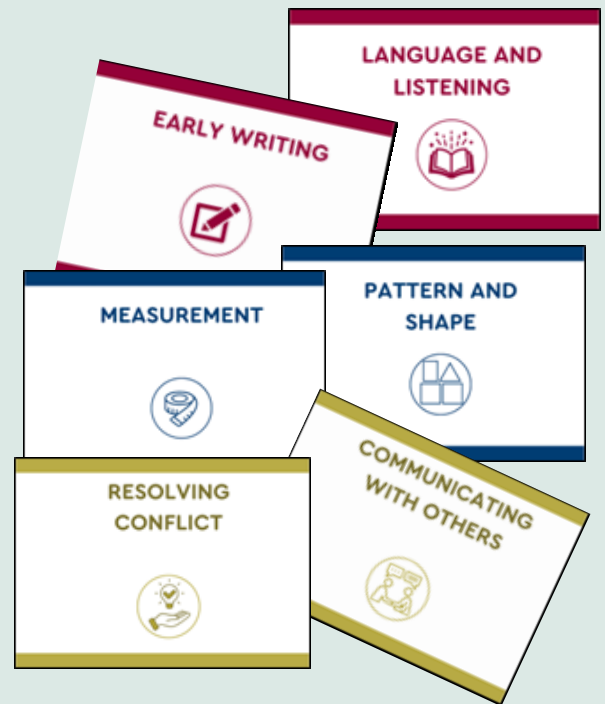 LANGUAGE AND
LISTENING
EARLY WRITING
MEASUREMENT
PATTERN AND
SHAPE
RESOLVING
CONFLICT
COMMUNICATING
WITH OTHERS